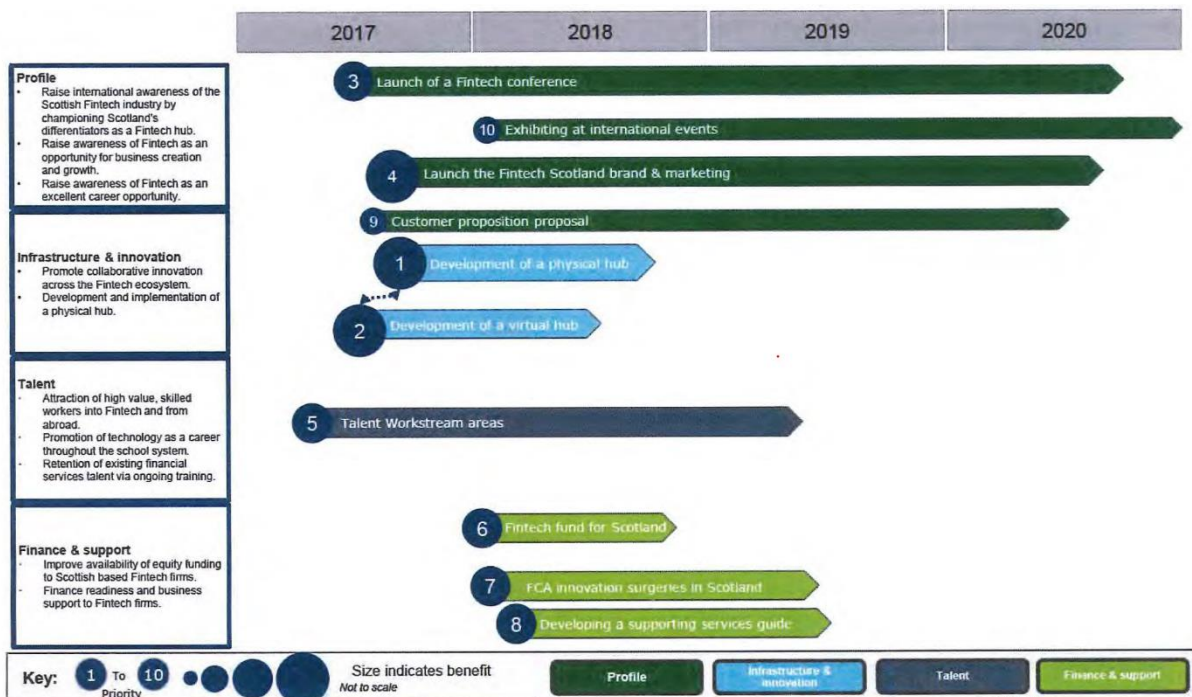 2017 2018 2019 2020
Profile
• Raise international awareness of the
Scottish Fintech industry by
championing Scotland's
differentiators as a Fintech hub.
• Raise awareness of Fintech as an
opportunity for business creation
and growth.
• Raise awareness of Fintech as an
excellent career opportunity.
3 Launch of a Fintech conference
10 Exhibiting at international events
4 Launch the Fintech Scotland brand & marketing
9 Customer proposition proposal
Infrastructure & innovation
• Promote collaborative innovation
across the Fintech ecosystem.
• Development and implementation of
a physical hub.
1 Development of a physical hub
2 Development of a virtual hub
Talent
· Attraction of high value, skilled
workers into Fintech and from
abroad.
· Promotion of technology as a career
throughout the school system.
· Retention of existing financial
services talent via ongoing training.
5 Talent Workstream areas
Finance & support
· Improve availability of equity funding
to Scottish based Fintech firms.
· Finance readiness and business
support to Fintech firms.
6 Fintech fund for Scotland
7 FCA innovation surgeries in Scotland
8 Developing a supporting services guide
Key: 1 To 10
Priority
Size indicates benefit
Not to scale
Profile
Infrastructure &
innovation
Talent
Finance & support